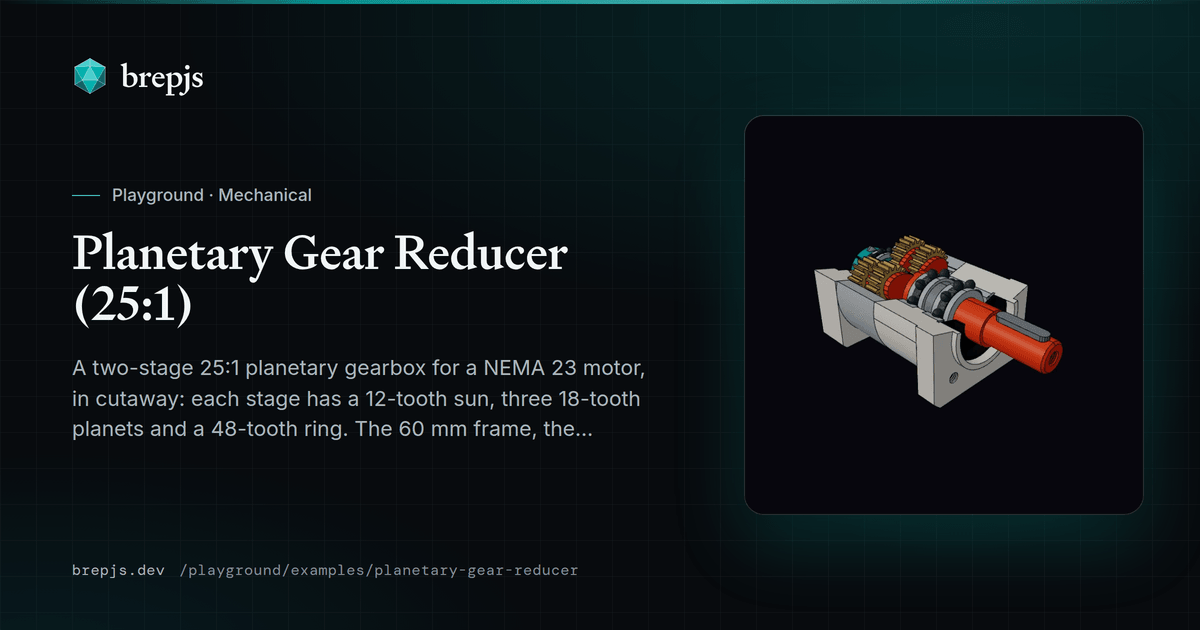 brepjs
Playground · Mechanical
Planetary Gear Reducer
(25:1)
A two-stage 25:1 planetary gearbox for a NEMA 23 motor,
in cutaway: each stage has a 12-tooth sun, three 18-tooth
planets and a 48-tooth ring. The 60 mm frame, the...
brepjs.dev /playground/examples/planetary-gear-reducer